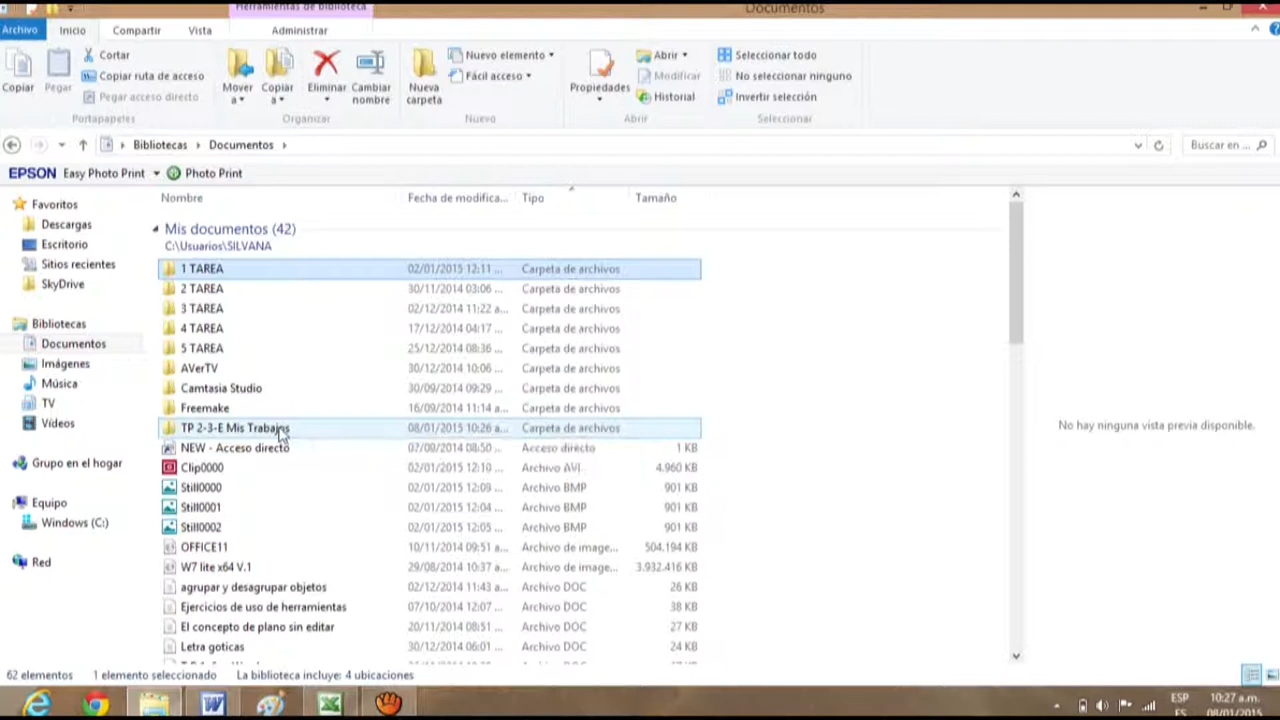 Herramientas de biblioteca
Documentos
Archivo Inicio Compartir Vista Administrar
Copiar
Pegar
Cortar
Copiar ruta de acceso
Pegar acceso directo
Portapapeles
Mover a
Copiar a
Eliminar
Cambiar nombre
Organizar
Nueva carpeta
Nuevo elemento
Fácil acceso
Nuevo
Propiedades
Abrir
Modificar
Historial
Abrir
Seleccionar todo
No seleccionar ninguno
Invertir selección
Seleccionar
Bibliotecas Documentos
Buscar en ...
EPSON Easy Photo Print Photo Print
Favoritos
Descargas
Escritorio
Sitios recientes
SkyDrive
Bibliotecas
Documentos
Imágenes
Música
TV
Vídeos
Grupo en el hogar
Equipo
Windows (C:)
Red
Nombre Fecha de modifica... Tipo Tamaño
Mis documentos (42)
C:\Usuarios\SILVANA
1 TAREA 02/01/2015 12:11 ... Carpeta de archivos
2 TAREA 30/11/2014 03:06 ... Carpeta de archivos
3 TAREA 02/12/2014 11:22 a... Carpeta de archivos
4 TAREA 17/12/2014 04:17 ... Carpeta de archivos
5 TAREA 25/12/2014 08:36 ... Carpeta de archivos
AVerTV 30/12/2014 10:06 ... Carpeta de archivos
Camtasia Studio 30/09/2014 09:29 ... Carpeta de archivos
Freemake 16/09/2014 11:14 a... Carpeta de archivos
TP 2-3-E Mis Trabajos 08/01/2015 10:26 a... Carpeta de archivos
NEW - Acceso directo 07/09/2014 08:50 ... Acceso directo 1 KB
Clip0000 02/01/2015 12:10 ... Archivo AVI 4.960 KB
Still0000 02/01/2015 12:03 ... Archivo BMP 901 KB
Still0001 02/01/2015 12:04 ... Archivo BMP 901 KB
Still0002 02/01/2015 12:05 ... Archivo BMP 901 KB
OFFICE11 10/11/2014 09:51 a... Archivo de image... 504.194 KB
W7 lite x64 V.1 29/08/2014 10:37 a... Archivo de image... 3.932.416 KB
agrupar y desagrupar objetos 02/12/2014 11:43 a... Archivo DOC 26 KB
Ejercicios de uso de herramientas 07/10/2014 12:07 ... Archivo DOC 38 KB
El concepto de plano sin editar 20/11/2014 08:51 ... Archivo DOC 27 KB
Letra goticas 30/12/2014 06:01 ... Archivo DOC 24 KB
No hay ninguna vista previa disponible.
62 elementos 1 elemento seleccionado La biblioteca incluye: 4 ubicaciones
ESP
ES
10:27 a.m.
08/01/2015